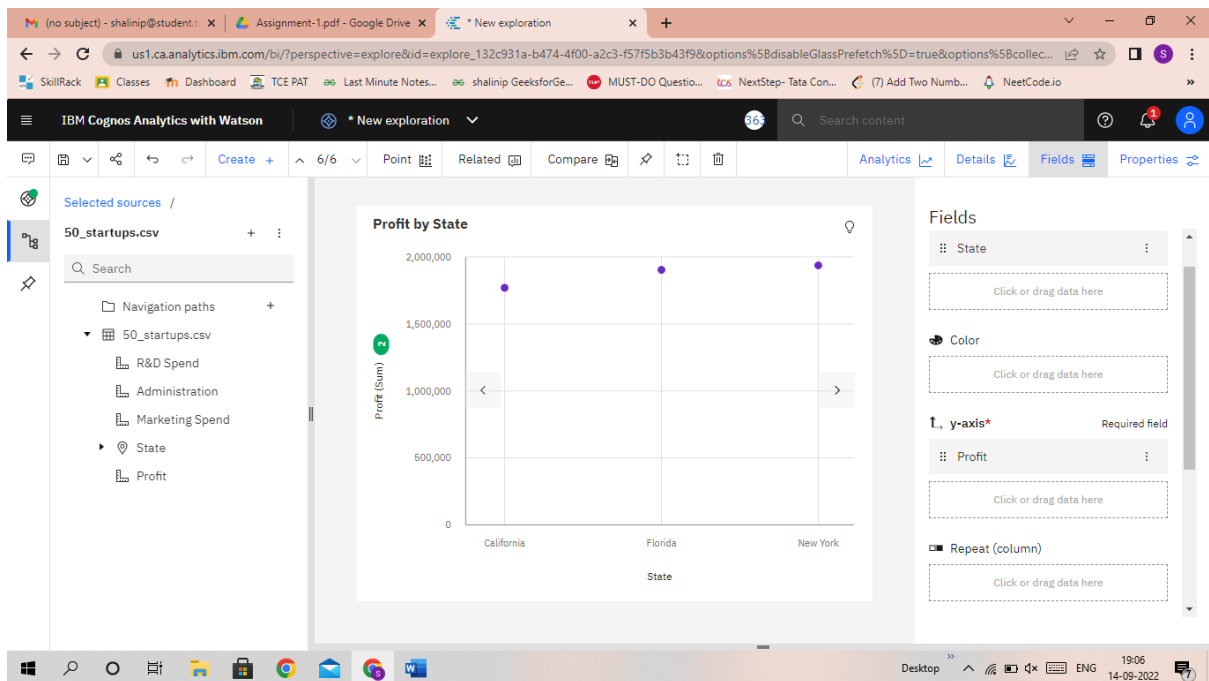 (no subject) - shalinip@student.t
Assignment-1.pdf - Google Drive
* New exploration
us1.ca.analytics.ibm.com/bi/?perspective=explore&id=explore_132c931a-b474-4f00-a2c3-f57f5b3b43f9&options%5BdisableGlassPrefetch%5D=true&options%5Bcollec...
S
SkillRack
Classes
Dashboard
TCE PAT
Last Minute Notes...
shalinip GeeksforGe...
MUST-DO Questio...
NextStep- Tata Con...
(7) Add Two Numb...
NeetCode.io
»
IBM Cognos Analytics with Watson
* New exploration
363
Search content
1
Create +
6/6
Point
Related
Compare
Analytics
Details
Fields
Properties
Selected sources /
50_startups.csv
Search
Navigation paths
50_startups.csv
R&D Spend
Administration
Marketing Spend
State
Profit
Profit by State
2,000,000
1,500,000
1,000,000
500,000
0
Profit (Sum)
2
California
Florida
New York
State
Fields
State
Click or drag data here
Color
Click or drag data here
y-axis*
Required field
Profit
Click or drag data here
Repeat (column)
Click or drag data here
Desktop
»
ENG
19:06
14-09-2022
7